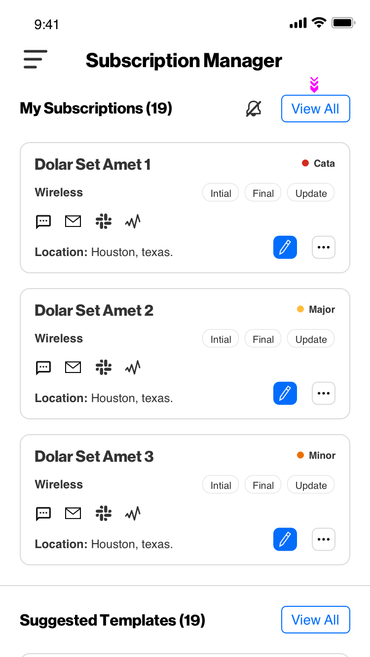 9:41
Subscription Manager
My Subscriptions (19)
View All
Dolar Set Amet 1
Cata
Wireless
Intial
Final
Update
Location: Houston, texas.
Dolar Set Amet 2
Major
Wireless
Intial
Final
Update
Location: Houston, texas.
Dolar Set Amet 3
Minor
Wireless
Intial
Final
Update
Location: Houston, texas.
Suggested Templates (19)
View All